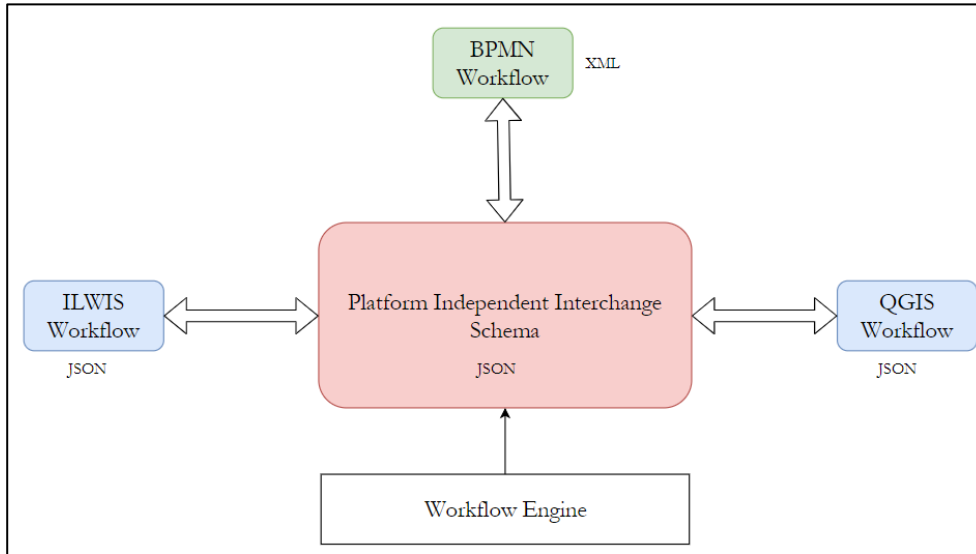 BPMN
Workflow
XML
ILWIS
Workflow
JSON
Platform Independent Interchange
Schema
JSON
QGIS
Workflow
JSON
Workflow Engine